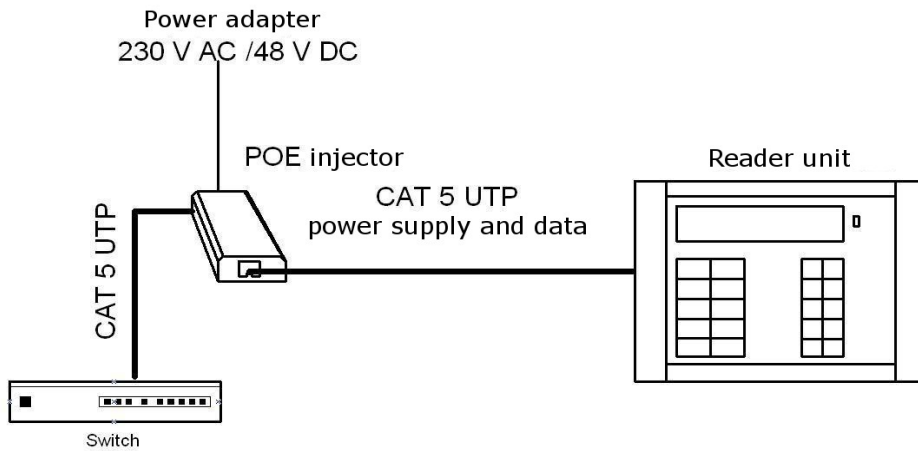 Power adapter
230 V AC /48 V DC
POE injector
Reader unit
CAT 5 UTP
power supply and data
CAT 5 UTP
Switch